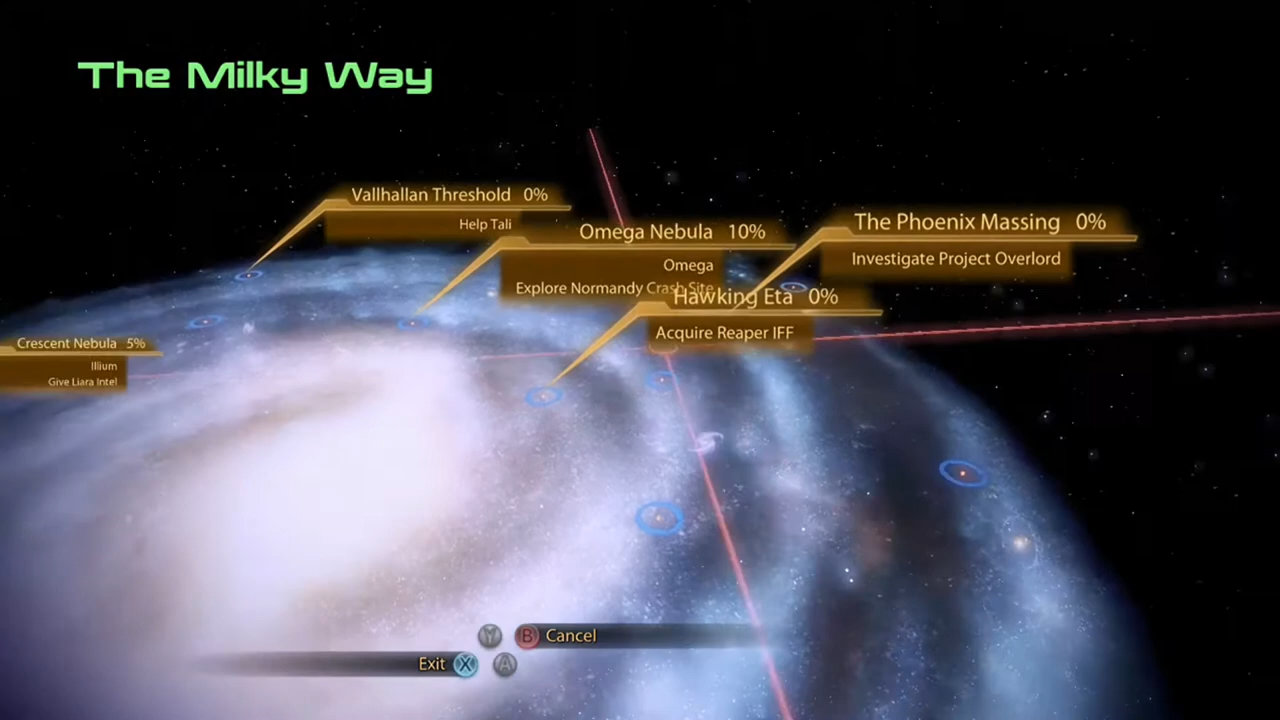 The Milky Way
Vallhallan Threshold 0%
Help Tali
Omega Nebula 10%
Omega
Explore Normandy Crash Site
The Phoenix Massing 0%
Investigate Project Overlord
Hawking Eta 0%
Acquire Reaper IFF
Crescent Nebula 5%
Illium
Give Liara Intel
Y B Cancel
Exit X A